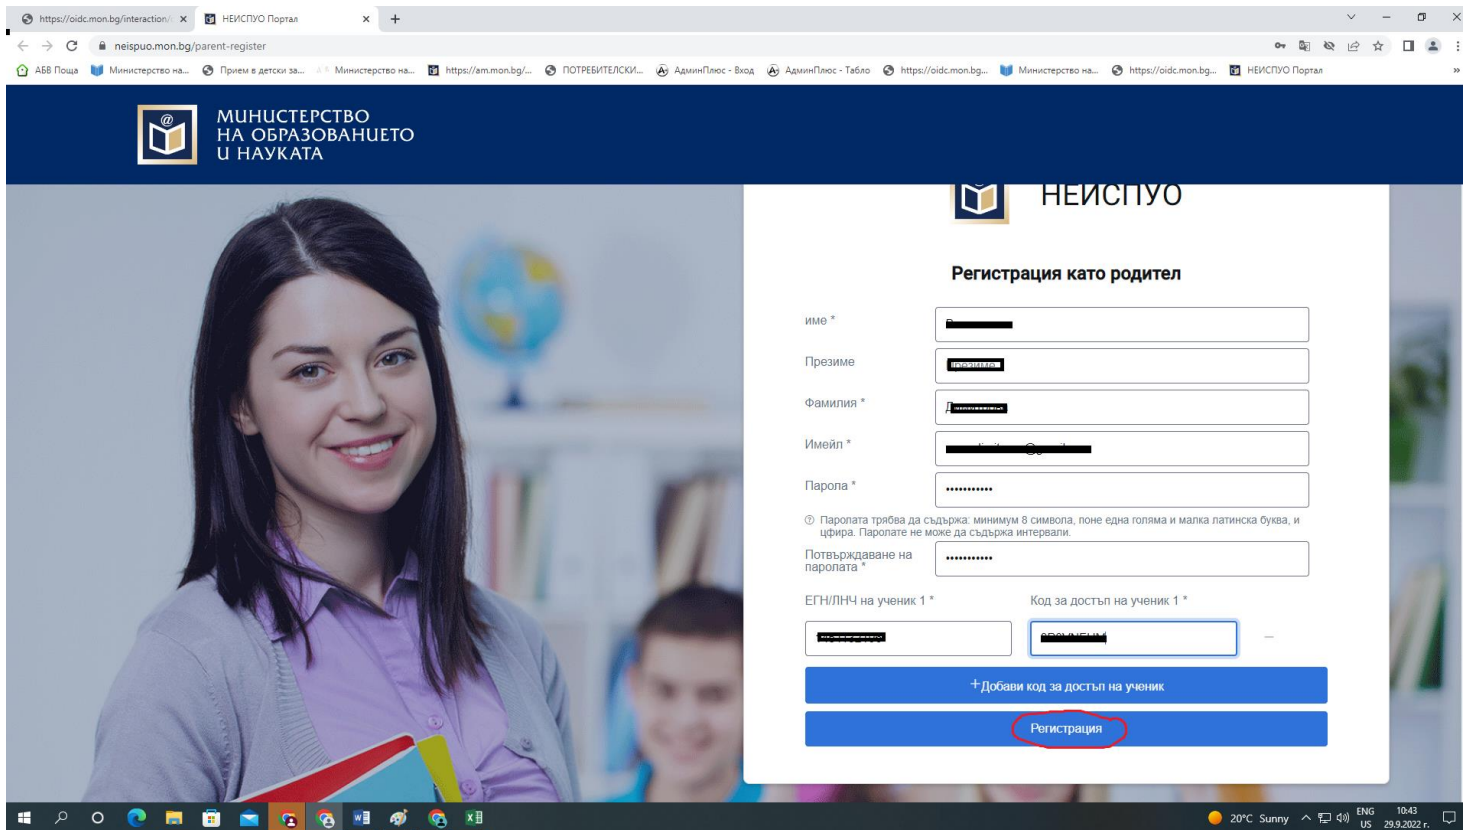 https://oidc.mon.bg/interaction/
НЕИСПУО Портал
neispuo.mon.bg/parent-register
АБВ Поща
Министерство на...
Прием в детски за...
Министерство на...
https://am.mon.bg/...
ПОТРЕБИТЕЛСКИ...
АдминПлюс - Вход
АдминПлюс - Табло
https://oidc.mon.bg...
Министерство на...
https://oidc.mon.bg...
НЕИСПУО Портал
МИНИСТЕРСТВО
НА ОБРАЗОВАНИЕТО
И НАУКАТА
НЕИСПУО
Регистрация като родител
име *
Презиме
Фамилия *
Имейл *
Парола *
Паролата трябва да съдържа: минимум 8 символа, поне една голяма и малка латинска буква, и
цифра. Паролате не може да съдържа интервали.
Потвърждаване на
паролата *
ЕГН/ЛНЧ на ученик 1 *
Код за достъп на ученик 1 *
+Добави код за достъп на ученик
Регистрация
20°C Sunny
ENG
US
10:43
29.9.2022 г.